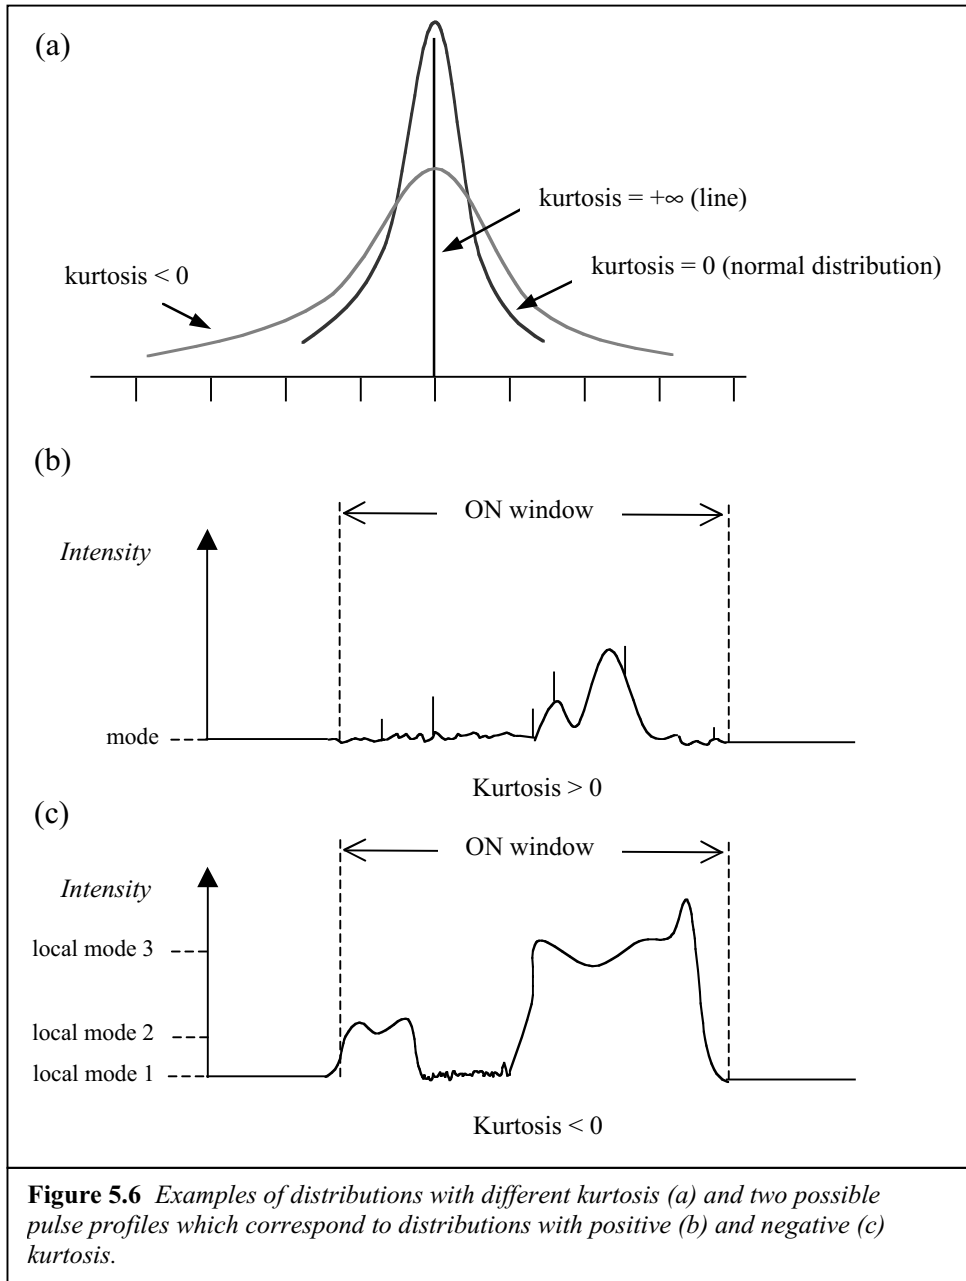 (a)
kurtosis = +∞ (line)
kurtosis = 0 (normal distribution)
kurtosis < 0
(b)
ON window
Intensity
mode
Kurtosis > 0
(c)
ON window
Intensity
local mode 3
local mode 2
local mode 1
Kurtosis < 0
Figure 5.6 Examples of distributions with different kurtosis (a) and two possible
pulse profiles which correspond to distributions with positive (b) and negative (c)
kurtosis.